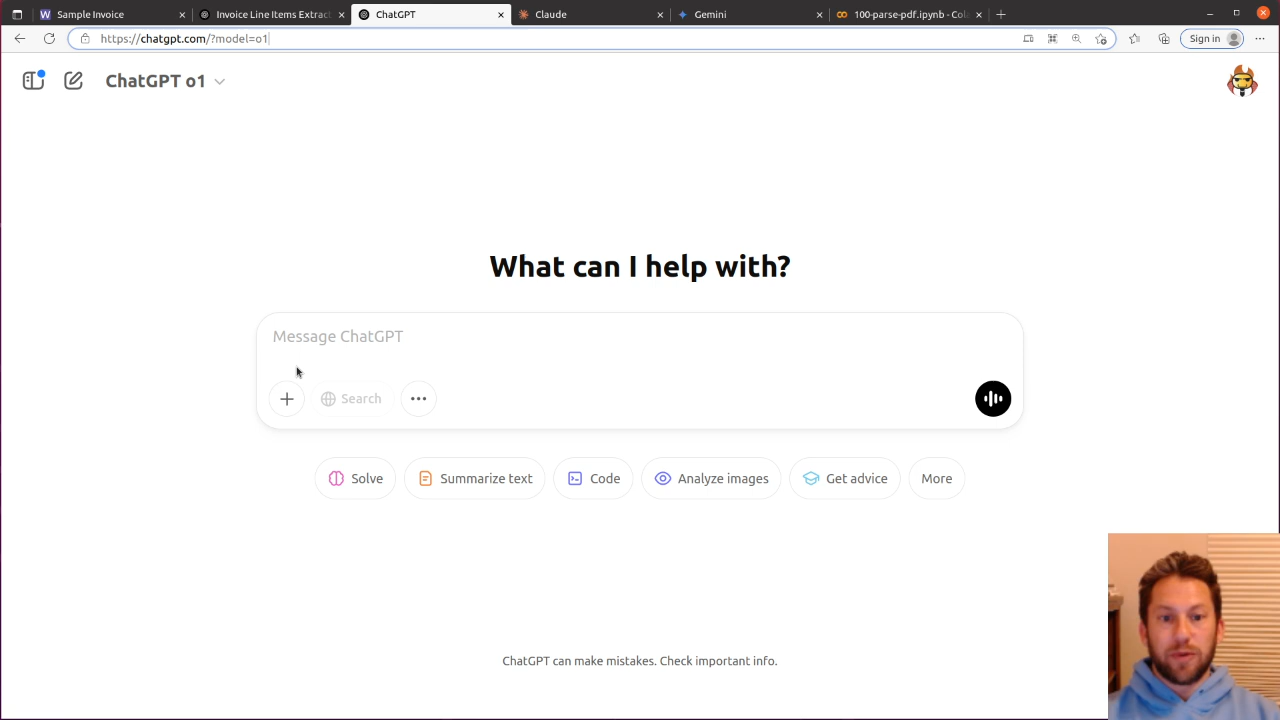 Sample Invoice
Invoice Line Items Extrac
ChatGPT
Claude
Gemini
100-parse-pdf.ipynb - Cola
https://chatgpt.com/?model=o1
Sign in
ChatGPT o1
What can I help with?
Message ChatGPT
Search
Solve
Summarize text
Code
Analyze images
Get advice
More
ChatGPT can make mistakes. Check important info.